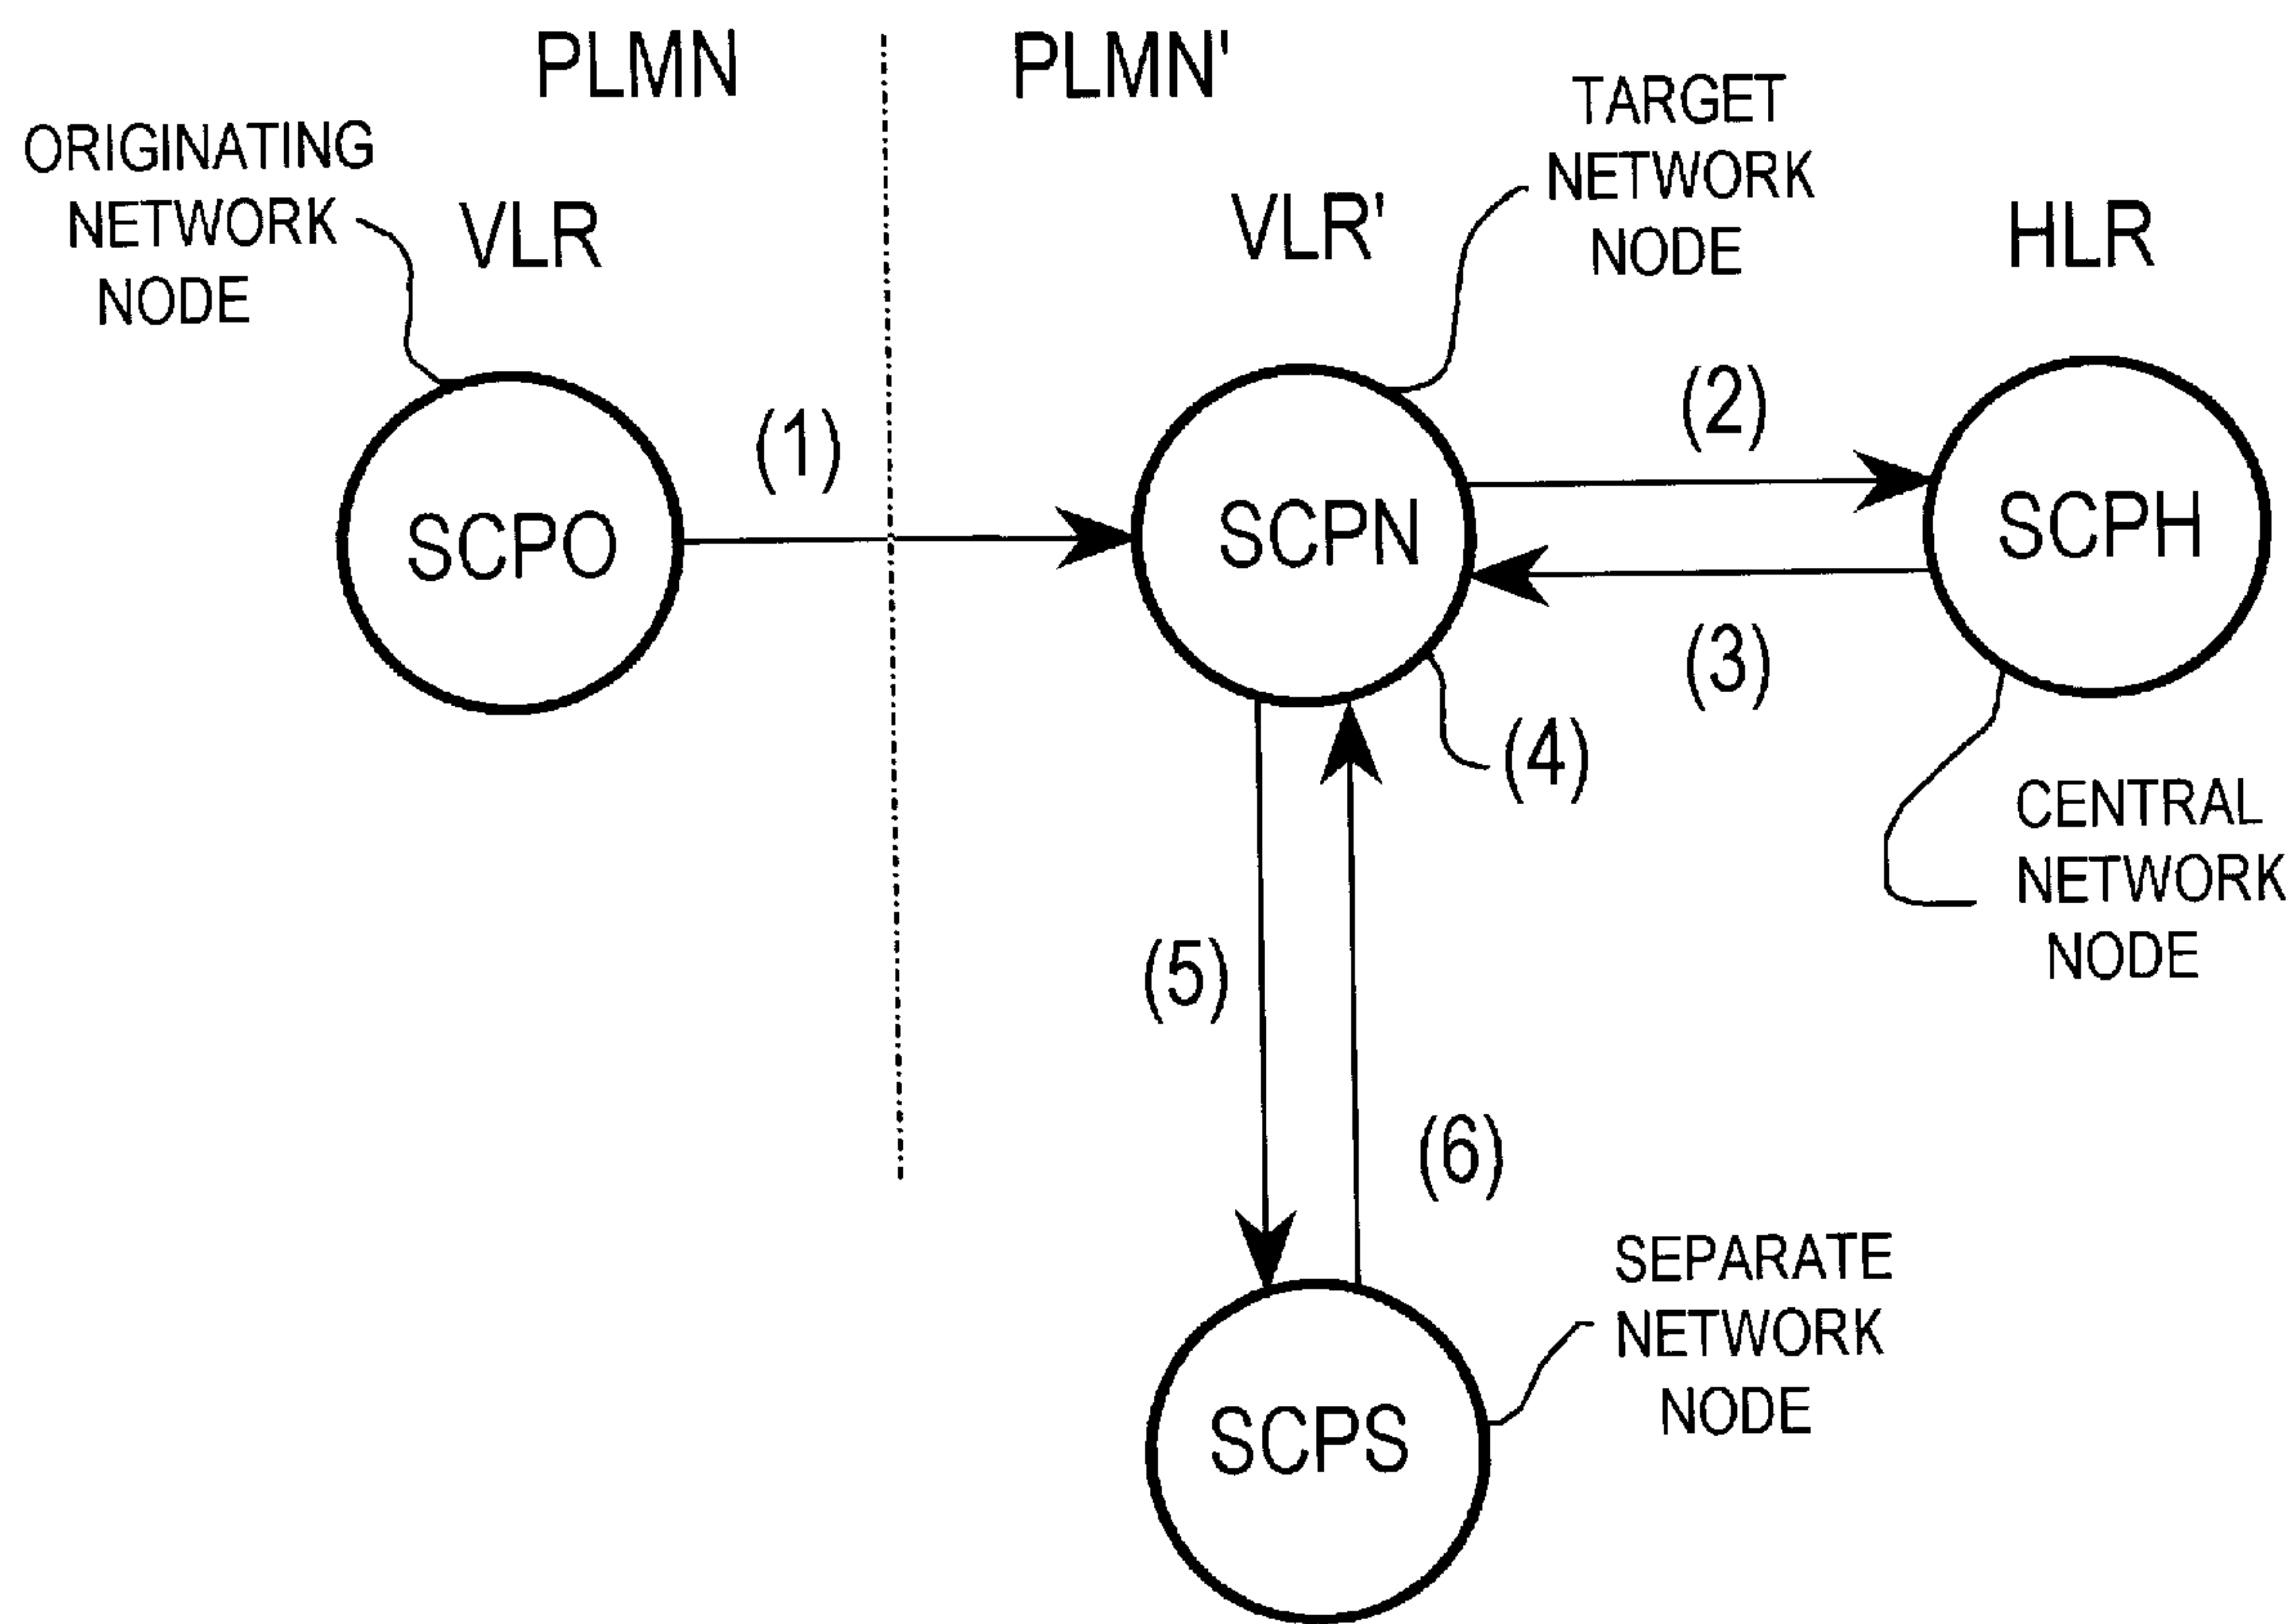 PLMN
PLMN'
ORIGINATING
NETWORK
NODE
VLR
VLR'
TARGET
NETWORK
NODE
HLR
SCPO
(1)
SCPN
(2)
(3)
SCPH
(4)
CENTRAL
NETWORK
NODE
(5)
(6)
SCPS
SEPARATE
NETWORK
NODE